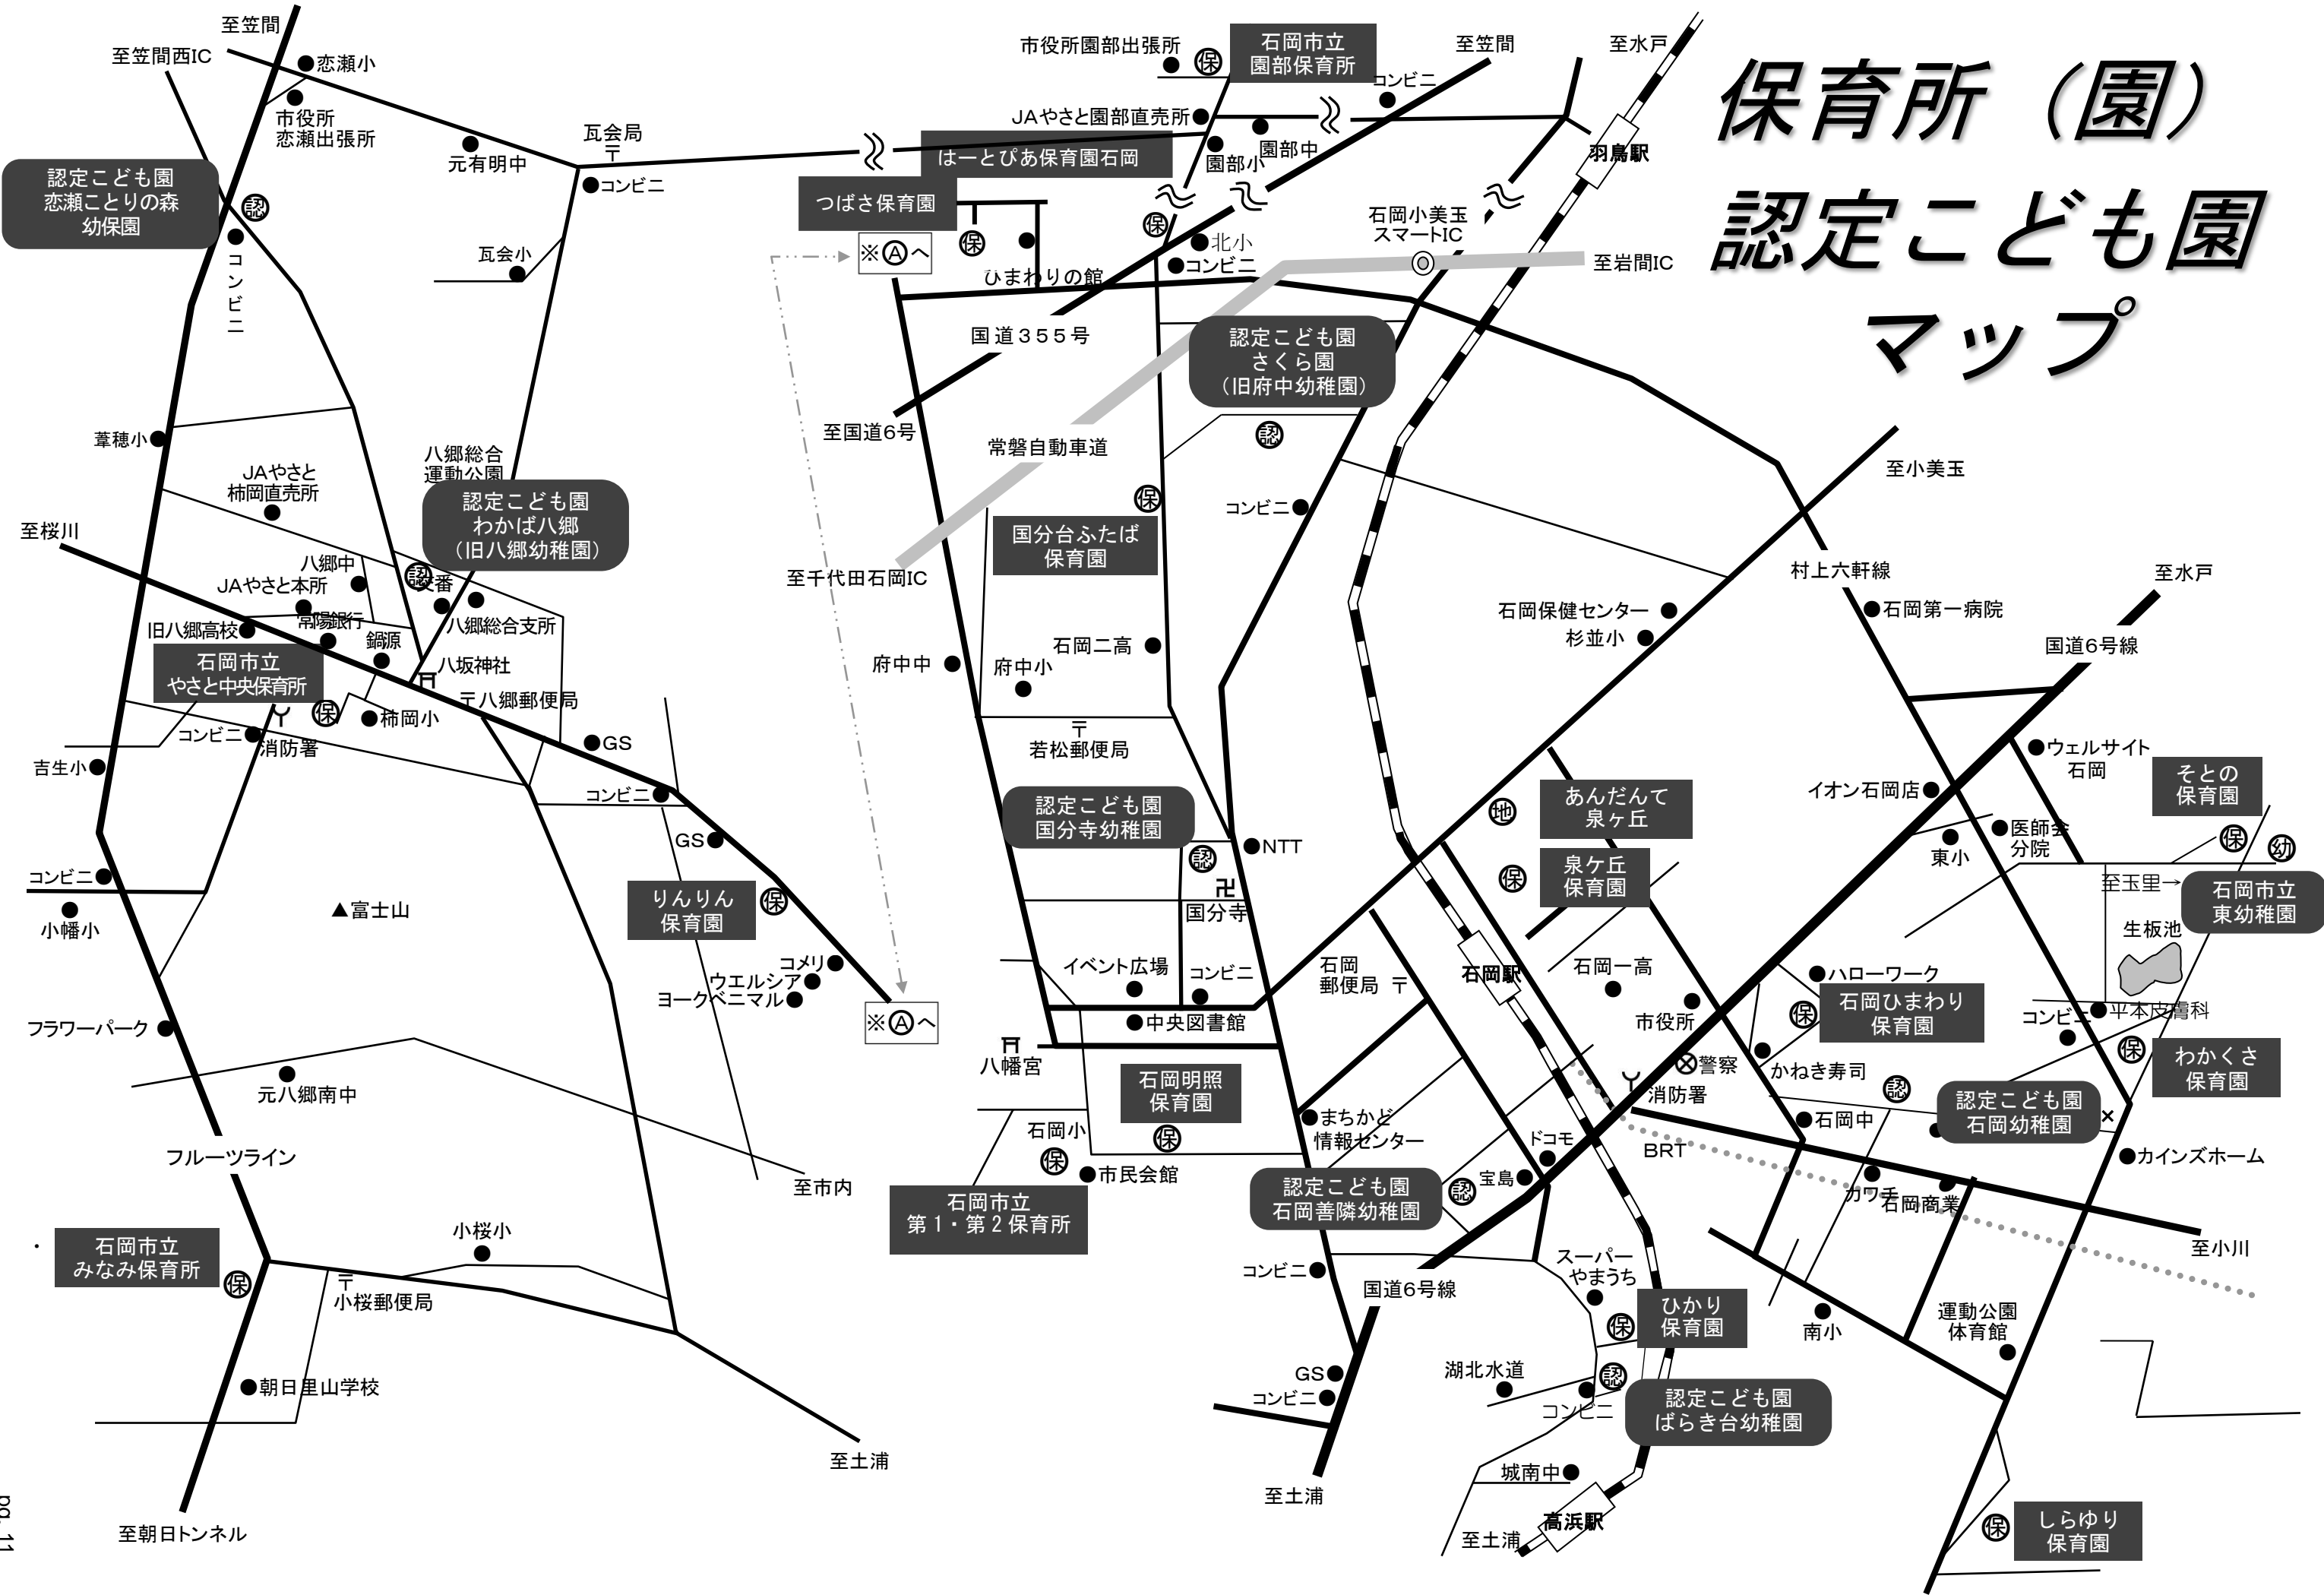 保育所（園）
認定こども園
マップ
至笠間
至笠間西IC
恋瀬小
市役所
恋瀬出張所
元有明中
瓦会局
〒
コンビニ
認定こども園
恋瀬ことりの森
幼保園
認
コンビニ
瓦会小
葦穂小
JAやさと
柿岡直売所
八郷総合
運動公園
認定こども園
わかば八郷
（旧八郷幼稚園）
至桜川
八郷中
JAやさと本所
認
交番
常陽銀行
旧八郷高校
鍋源
八郷総合支所
石岡市立
やさと中央保育所
八坂神社
〒八郷郵便局
保
柿岡小
コンビニ
消防署
GS
吉生小
コンビニ
GS
コンビニ
小幡小
▲富士山
りんりん
保育園
保
コメリ
ウエルシア
ヨークベニマル
※Ⓐへ
フラワーパーク
元八郷南中
フルーツライン
至市内
石岡市立
みなみ保育所
保
小桜小
〒
小桜郵便局
朝日里山学校
至土浦
至朝日トンネル
pg. 11
市役所園部出張所
保
石岡市立
園部保育所
至笠間
コンビニ
至水戸
JAやさと園部直売所
園部小
園部中
羽鳥駅
はーとぴあ保育園石岡
つばさ保育園
※Ⓐへ
保
ひまわりの館
保
北小
コンビニ
石岡小美玉
スマートIC
至岩間IC
国道355号
認定こども園
さくら園
（旧府中幼稚園）
認
至国道6号
常磐自動車道
至千代田石岡IC
保
国分台ふたば
保育園
コンビニ
至小美玉
村上六軒線
至水戸
石岡保健センター
杉並小
石岡第一病院
国道6号線
府中中
府中小
石岡二高
〒
若松郵便局
認定こども園
国分寺幼稚園
認
NTT
卍
国分寺
地
あんだんて
泉ヶ丘
保
泉ケ丘
保育園
イオン石岡店
ウェルサイト
石岡
そとの
保育園
保
幼
東小
医師会
分院
至玉里→
石岡市立
東幼稚園
生板池
イベント広場
コンビニ
中央図書館
石岡
郵便局 〒
石岡駅
石岡一高
市役所
ハローワーク
保
石岡ひまわり
保育園
コンビニ
平本皮膚科
保
わかくさ
保育園
八幡宮
石岡明照
保育園
保
警察
消防署
かねき寿司
認
認定こども園
石岡幼稚園
石岡中
石岡小
保
市民会館
石岡市立
第１・第２保育所
まちかど
情報センター
ドコモ
宝島
認
認定こども園
石岡善隣幼稚園
BRT
カワチ
石岡商業
カインズホーム
至小川
コンビニ
国道6号線
スーパー
やまうち
保
ひかり
保育園
南小
運動公園
体育館
GS
コンビニ
湖北水道
コンビニ
認
認定こども園
ばらき台幼稚園
城南中
高浜駅
至土浦
至土浦
保
しらゆり
保育園